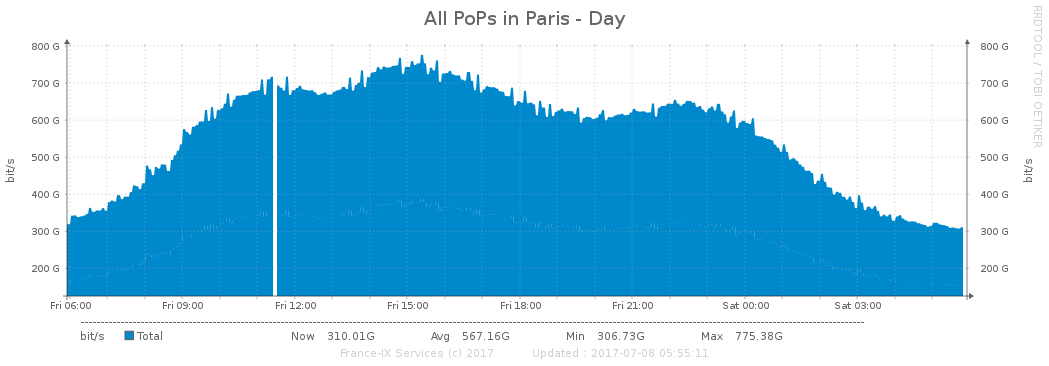 All PoPs in Paris - Day
RRDTOOL / TOBI OETIKER
bit/s
800 G 800 G
700 G 700 G
600 G 600 G
500 G 500 G
400 G 400 G
300 G 300 G
200 G 200 G
bit/s
Fri 06:00 Fri 09:00 Fri 12:00 Fri 15:00 Fri 18:00 Fri 21:00 Sat 00:00 Sat 03:00
bit/s Total Now 310.01G Avg 567.16G Min 306.73G Max 775.38G
France-IX Services (c) 2017 Updated : 2017-07-08 05:55:11